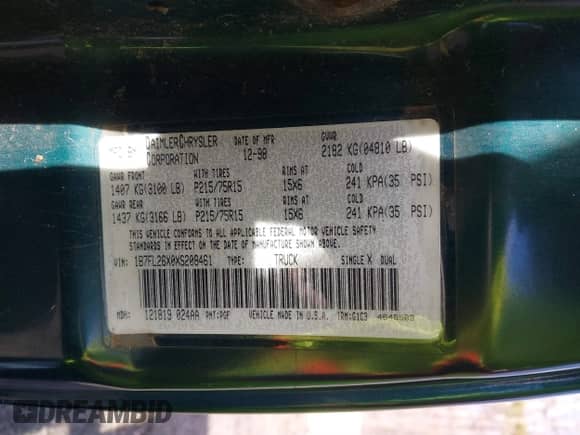 MFD BY DAIMLERCHRYSLER CORPORATION DATE OF MFR 12-98 GVWR 2182 KG(04810 LB)
GAWR FRONT WITH TIRES RIMS AT COLD
1407 KG(3100 LB) P215/75R15 15X6 241 KPA(35 PSI)
GAWR REAR WITH TIRES RIMS AT COLD
1437 KG(3166 LB) P215/75R15 15X6 241 KPA(35 PSI)
THIS VEHICLE CONFORMS TO ALL APPLICABLE FEDERAL MOTOR VEHICLE SAFETY
STANDARDS IN EFFECT ON THE DATE OF MANUFACTURE SHOWN ABOVE.
VIN: 1B7FL26X0XS208461 TYPE: TRUCK SINGLE X DUAL
MDH: 121819 024AA PNT:PGF VEHICLE MADE IN U.S.A. TRM:G1C3
DREAMBID